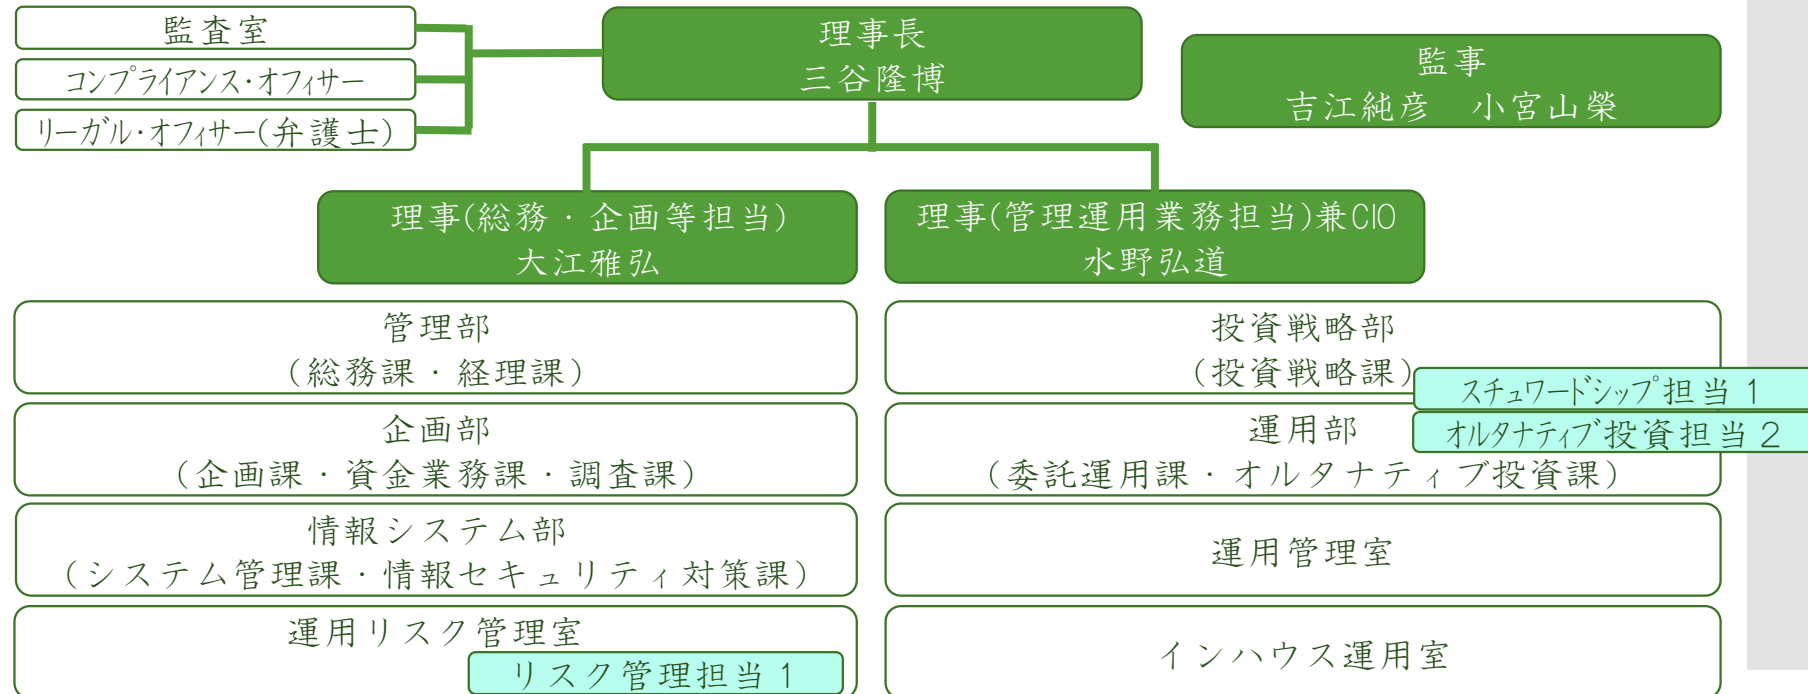 監査室
コンプライアンス・オフィサー
リーガル・オフィサー(弁護士)
理事長
三谷隆博
監事
吉江純彦　小宮山榮
理事(総務・企画等担当)
大江雅弘
理事(管理運用業務担当)兼CIO
水野弘道
管理部
(総務課・経理課)
企画部
(企画課・資金業務課・調査課)
情報システム部
(システム管理課・情報セキュリティ対策課)
運用リスク管理室
リスク管理担当1
投資戦略部
(投資戦略課)
スチュワードシップ担当1
運用部
オルタナティブ投資担当2
(委託運用課・オルタナティブ投資課)
運用管理室
インハウス運用室